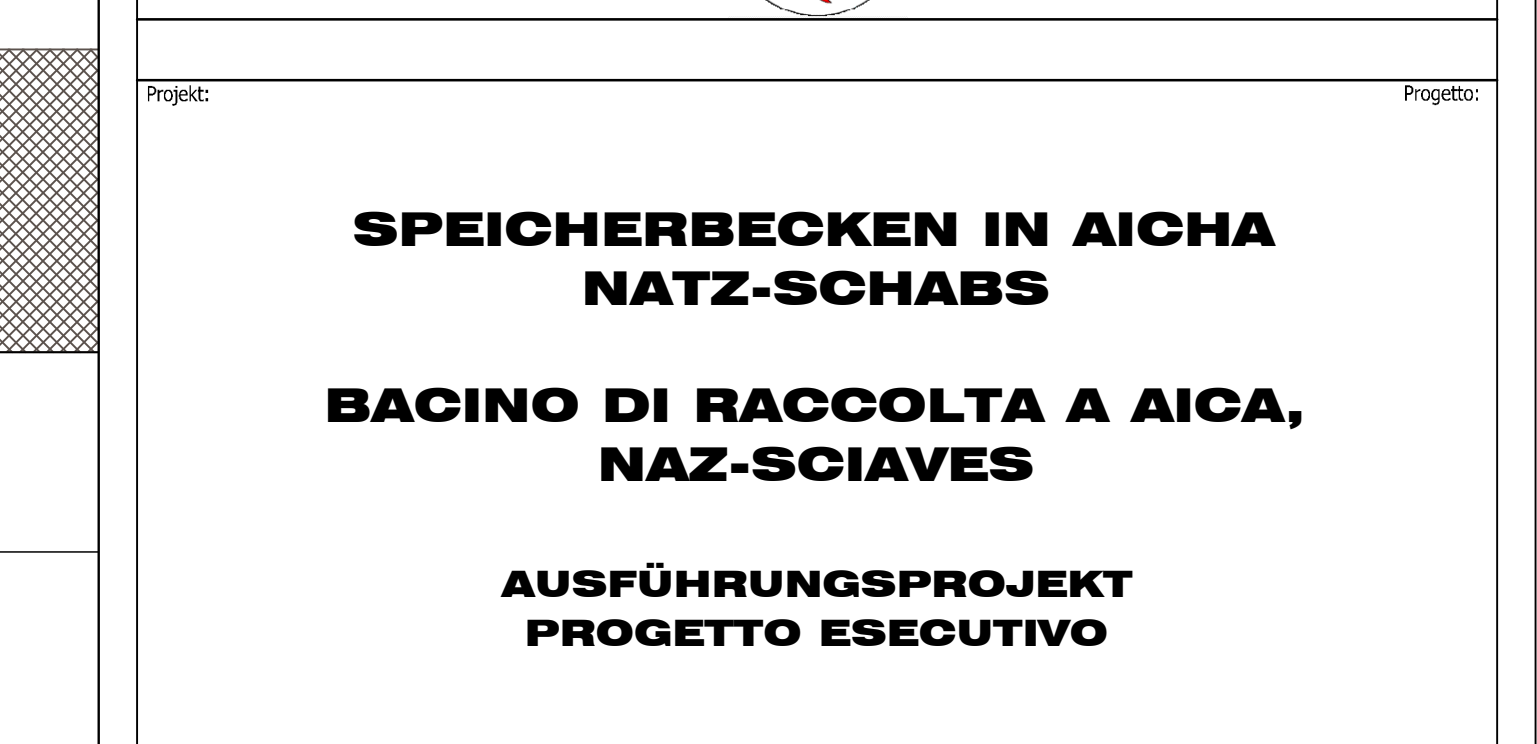 Projekt: Progetto:
SPEICHERBECKEN IN AICHA
NATZ-SCHABS
BACINO DI RACCOLTA A AICA,
NAZ-SCIAVES
AUSFÜHRUNGSPROJEKT
PROGETTO ESECUTIVO